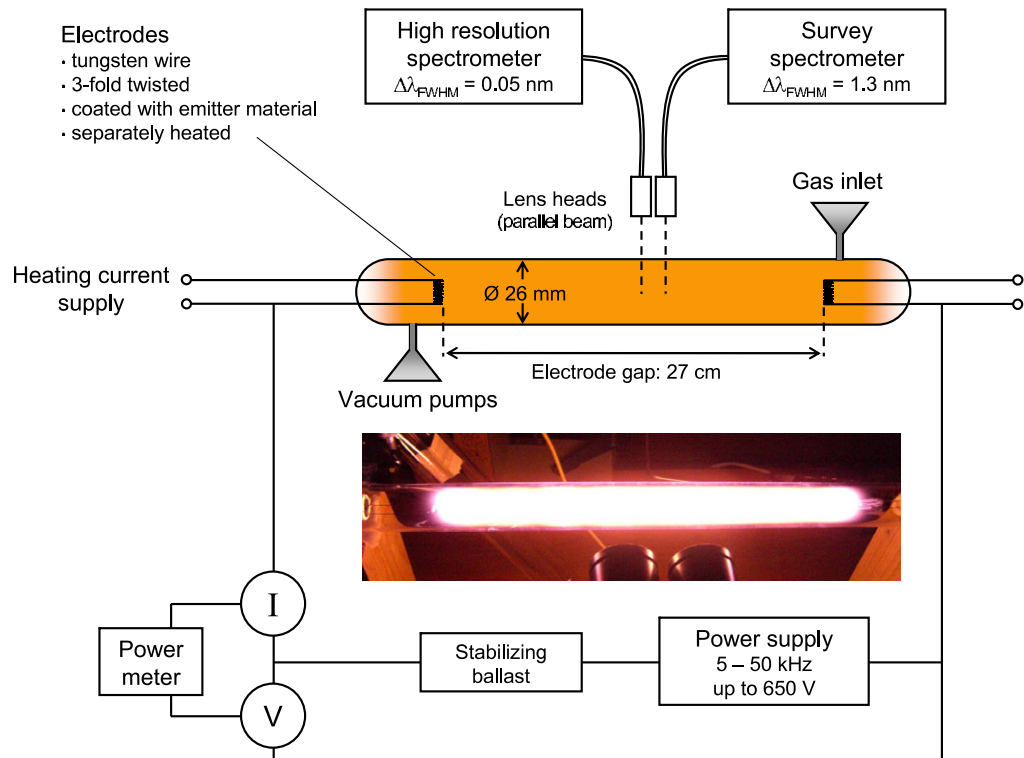 Electrodes
· tungsten wire
· 3-fold twisted
· coated with emitter material
· separately heated
High resolution
spectrometer
Δλ_FWHM = 0.05 nm
Survey
spectrometer
Δλ_FWHM = 1.3 nm
Lens heads
(parallel beam)
Gas inlet
Heating current
supply
Ø 26 mm
Electrode gap: 27 cm
Vacuum pumps
I
Power
meter
V
Stabilizing
ballast
Power supply
5 – 50 kHz
up to 650 V